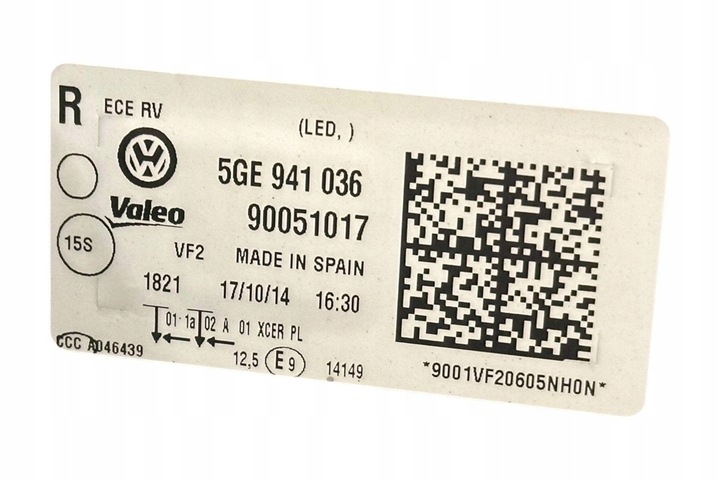 R ECE RV
(LED, )
5GE 941 036
Valeo 90051017
15S
VF2 MADE IN SPAIN
1821 17/10/14 16:30
01 1a 02 A 01 XCER PL
CCC A046439
12,5 E9 14149
*9001VF20605NH0N*